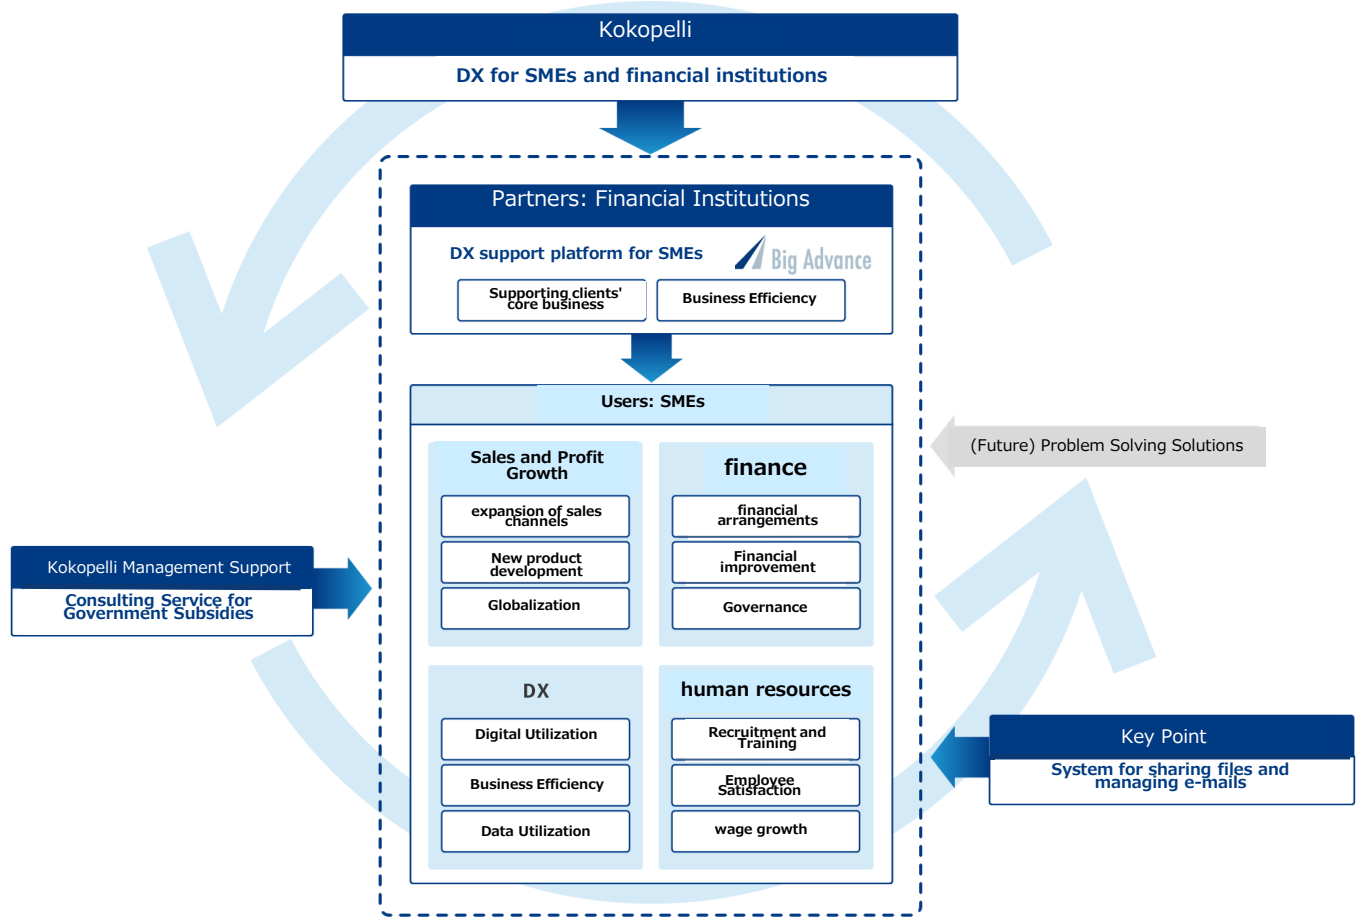 Kokopelli
DX for SMEs and financial institutions
Partners: Financial Institutions
DX support platform for SMEs
Big Advance
Supporting clients'
core business
Business Efficiency
Users: SMEs
Sales and Profit
Growth
expansion of sales
channels
New product
development
Globalization
finance
financial
arrangements
Financial
improvement
Governance
DX
Digital Utilization
Business Efficiency
Data Utilization
human resources
Recruitment and
Training
Employee
Satisfaction
wage growth
(Future) Problem Solving Solutions
Kokopelli Management Support
Consulting Service for
Government Subsidies
Key Point
System for sharing files and
managing e-mails